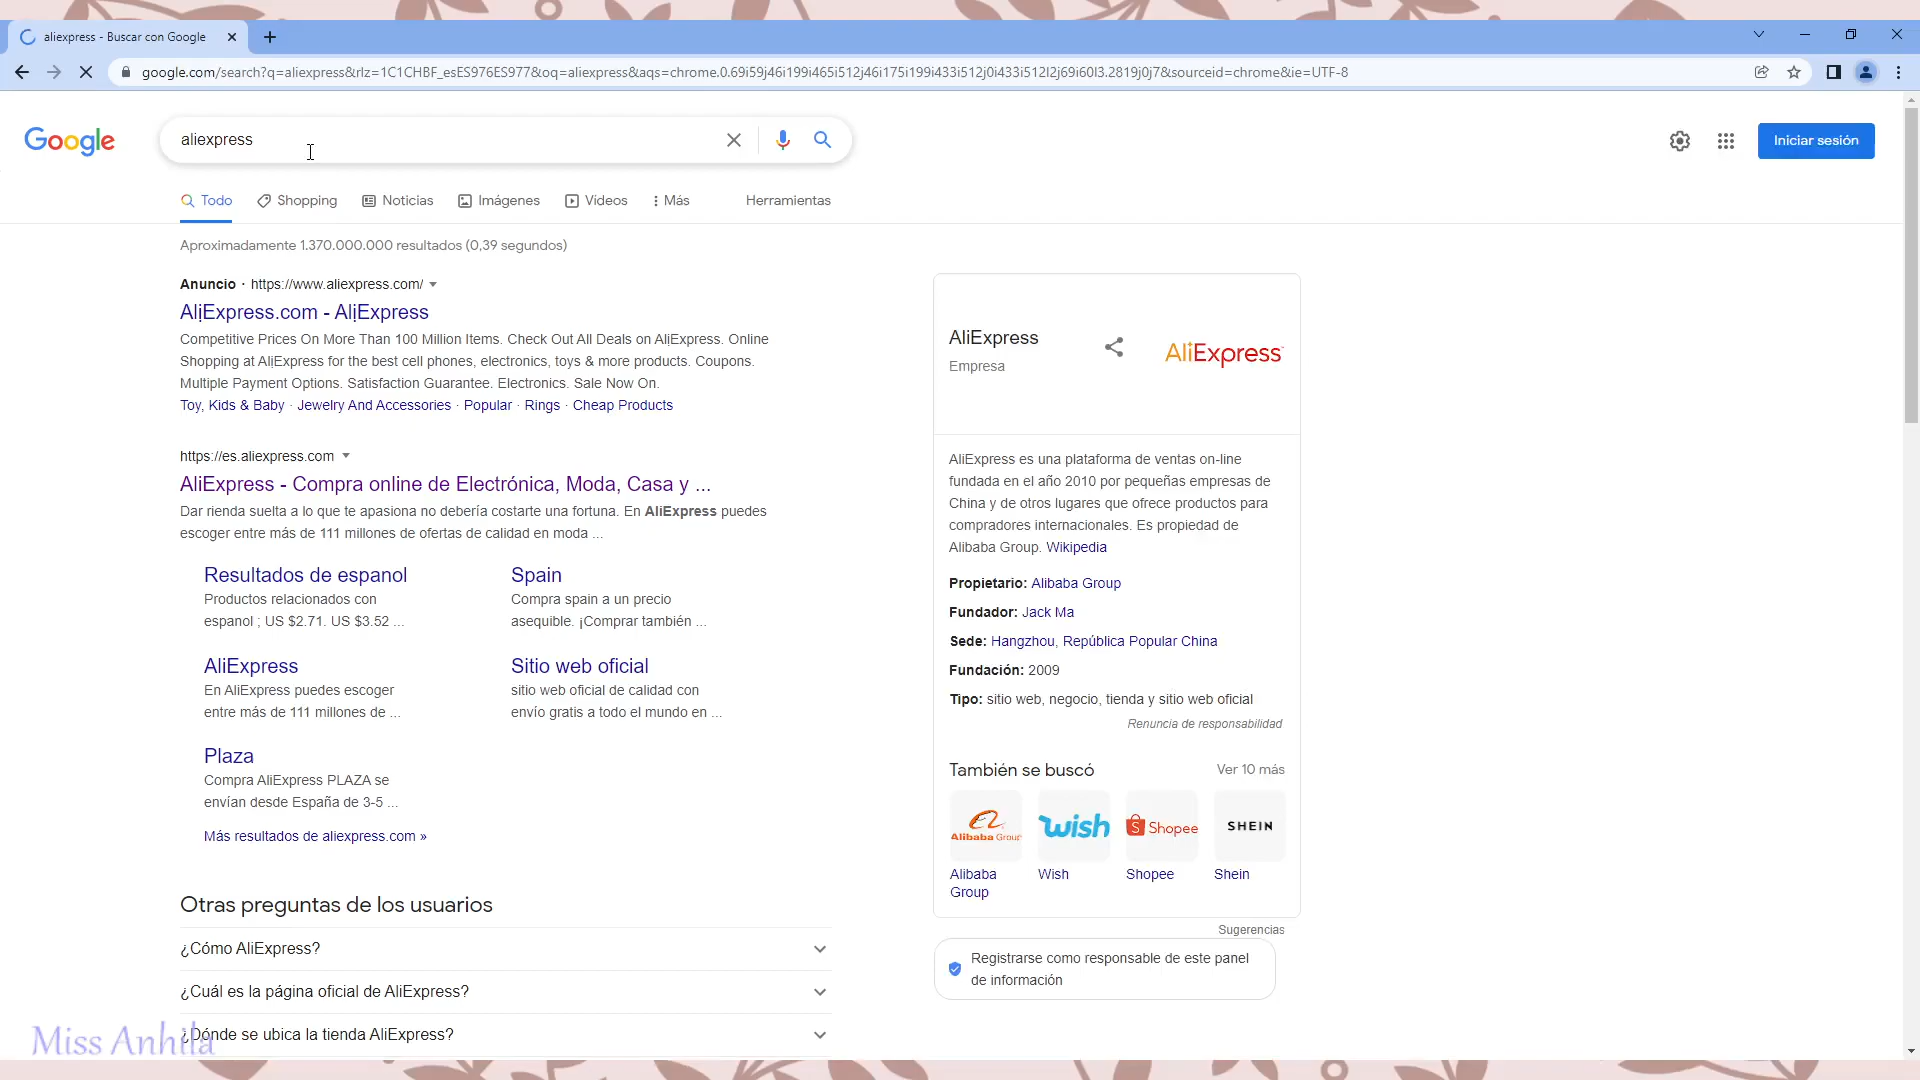 aliexpress - Buscar con Google
google.com/search?q=aliexpress&rlz=1C1CHBF_esES976ES977&oq=aliexpress&aqs=chrome.0.69i59j46i199i465i512j46i175i199i433i512j0i433i512l2j69i60l3.2819j0j7&sourceid=chrome&ie=UTF-8
Google
aliexpress
Iniciar sesión
Todo
Shopping
Noticias
Imágenes
Vídeos
Más
Herramientas
Aproximadamente 1.370.000.000 resultados (0,39 segundos)
Anuncio · https://www.aliexpress.com/
AliExpress.com - AliExpress
Competitive Prices On More Than 100 Million Items. Check Out All Deals on AliExpress. Online
Shopping at AliExpress for the best cell phones, electronics, toys & more products. Coupons.
Multiple Payment Options. Satisfaction Guarantee. Electronics. Sale Now On.
Toy, Kids & Baby · Jewelry And Accessories · Popular · Rings · Cheap Products
https://es.aliexpress.com
AliExpress - Compra online de Electrónica, Moda, Casa y ...
Dar rienda suelta a lo que te apasiona no debería costarte una fortuna. En AliExpress puedes
escoger entre más de 111 millones de ofertas de calidad en moda ...
Resultados de espanol
Productos relacionados con
espanol ; US $2.71. US $3.52 ...
Spain
Compra spain a un precio
asequible. ¡Comprar también ...
AliExpress
En AliExpress puedes escoger
entre más de 111 millones de ...
Sitio web oficial
sitio web oficial de calidad con
envío gratis a todo el mundo en ...
Plaza
Compra AliExpress PLAZA se
envían desde España de 3-5 ...
Más resultados de aliexpress.com »
Otras preguntas de los usuarios
¿Cómo AliExpress?
¿Cuál es la página oficial de AliExpress?
¿Dónde se ubica la tienda AliExpress?
Miss Anhila
AliExpress
Empresa
AliExpress
AliExpress es una plataforma de ventas on-line
fundada en el año 2010 por pequeñas empresas de
China y de otros lugares que ofrece productos para
compradores internacionales. Es propiedad de
Alibaba Group. Wikipedia
Propietario: Alibaba Group
Fundador: Jack Ma
Sede: Hangzhou, República Popular China
Fundación: 2009
Tipo: sitio web, negocio, tienda y sitio web oficial
Renuncia de responsabilidad
También se buscó
Ver 10 más
Alibaba Group
wish
Shopee
SHEIN
Alibaba
Group
Wish
Shopee
Shein
Sugerencias
Registrarse como responsable de este panel
de información